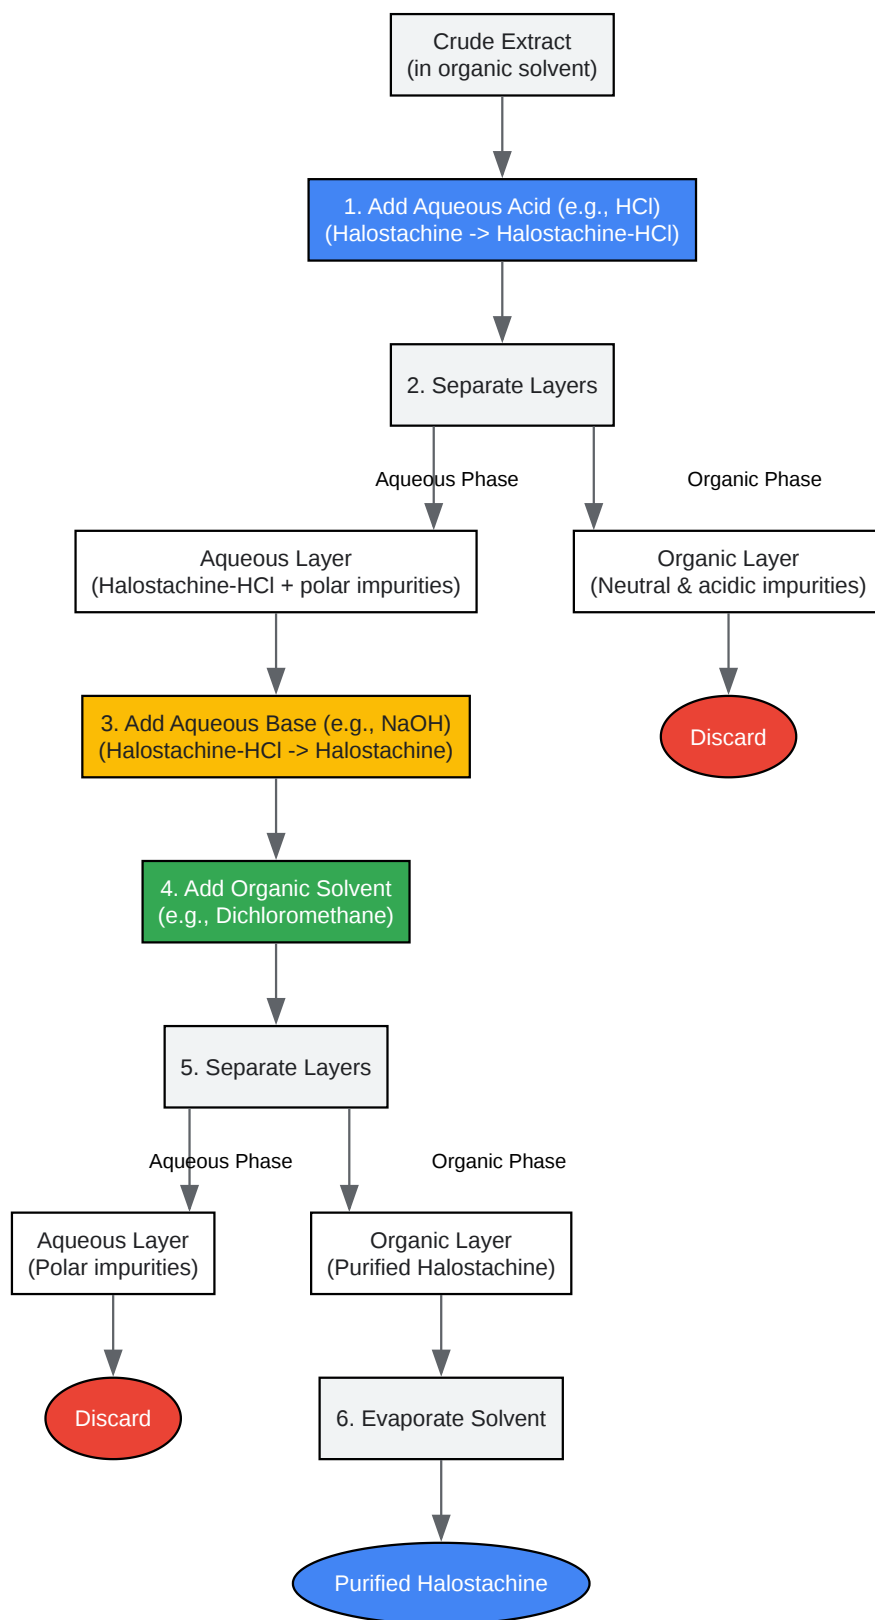 Crude Extract
(in organic solvent)
1. Add Aqueous Acid (e.g., HCl)
(Halostachine -> Halostachine-HCl)
2. Separate Layers
Aqueous Phase
Organic Phase
Aqueous Layer
(Halostachine-HCl + polar impurities)
Organic Layer
(Neutral & acidic impurities)
3. Add Aqueous Base (e.g., NaOH)
(Halostachine-HCl -> Halostachine)
Discard
4. Add Organic Solvent
(e.g., Dichloromethane)
5. Separate Layers
Aqueous Phase
Organic Phase
Aqueous Layer
(Polar impurities)
Organic Layer
(Purified Halostachine)
Discard
6. Evaporate Solvent
Purified Halostachine